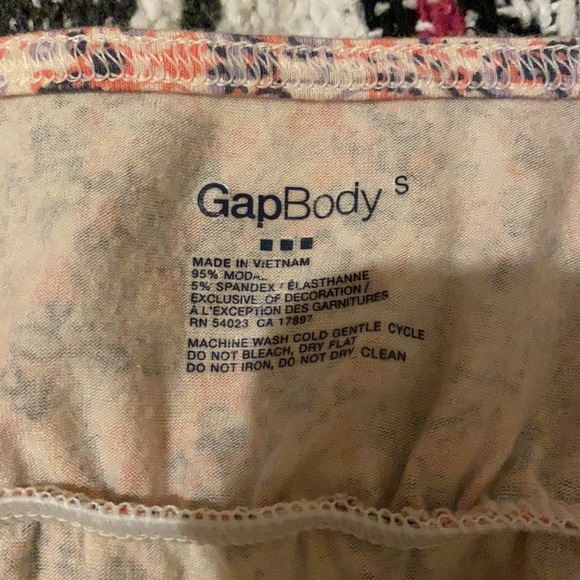 GapBody S
MADE IN VIETNAM
95% MODAL
5% SPANDEX / ÉLASTHANNE
EXCLUSIVE OF DECORATION /
À L'EXCEPTION DES GARNITURES
RN 54023 CA 17897
MACHINE WASH COLD GENTLE CYCLE
DO NOT BLEACH, DRY FLAT
DO NOT IRON, DO NOT DRY CLEAN